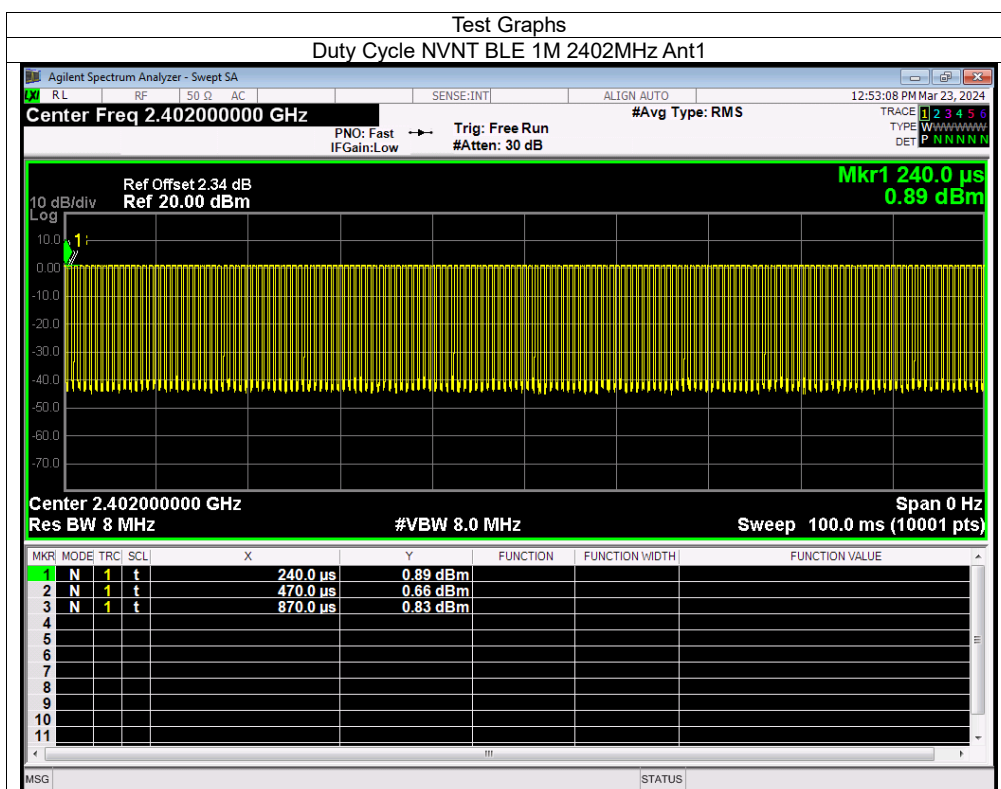 Test Graphs
Duty Cycle NVNT BLE 1M 2402MHz Ant1
Agilent Spectrum Analyzer - Swept SA
LXI RL RF 50 Ω AC SENSE:INT ALIGN AUTO 12:53:08 PM Mar 23, 2024
Center Freq 2.402000000 GHz #Avg Type: RMS TRACE 1 2 3 4 5 6
PNO: Fast Trig: Free Run TYPE WWWWWW
IFGain:Low #Atten: 30 dB DET P N N N N N
Mkr1 240.0 µs
Ref Offset 2.34 dB
10 dB/div Ref 20.00 dBm 0.89 dBm
Log
10.0
1
0.00
-10.0
-20.0
-30.0
-40.0
-50.0
-60.0
-70.0
Center 2.402000000 GHz Span 0 Hz
Res BW 8 MHz #VBW 8.0 MHz Sweep 100.0 ms (10001 pts)
MKR MODE TRC SCL X Y FUNCTION FUNCTION WIDTH FUNCTION VALUE
1 N 1 t 240.0 µs 0.89 dBm
2 N 1 t 470.0 µs 0.66 dBm
3 N 1 t 870.0 µs 0.83 dBm
4
5
6
7
8
9
10
11
MSG STATUS